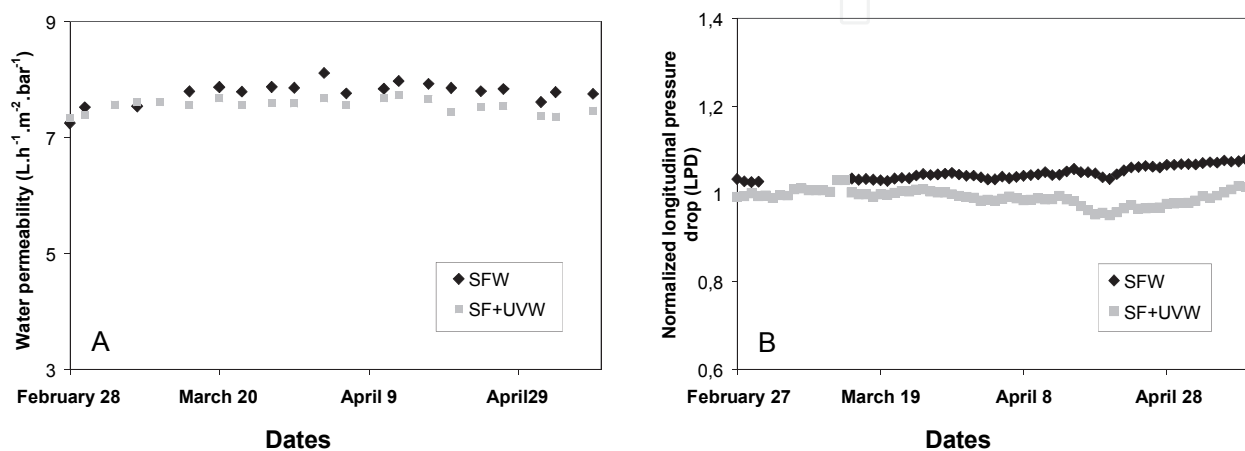 9
7
5
3
Water permeability (L.h⁻¹.m⁻².bar⁻¹)
SFW
SF+UVW
A
February 28 March 20 April 9 April29
Dates
1,4
1,2
1
0,8
0,6
Normalized longitudinal pressure
drop (LPD)
SFW
SF+UVW
B
February 27 March 19 April 8 April 28
Dates